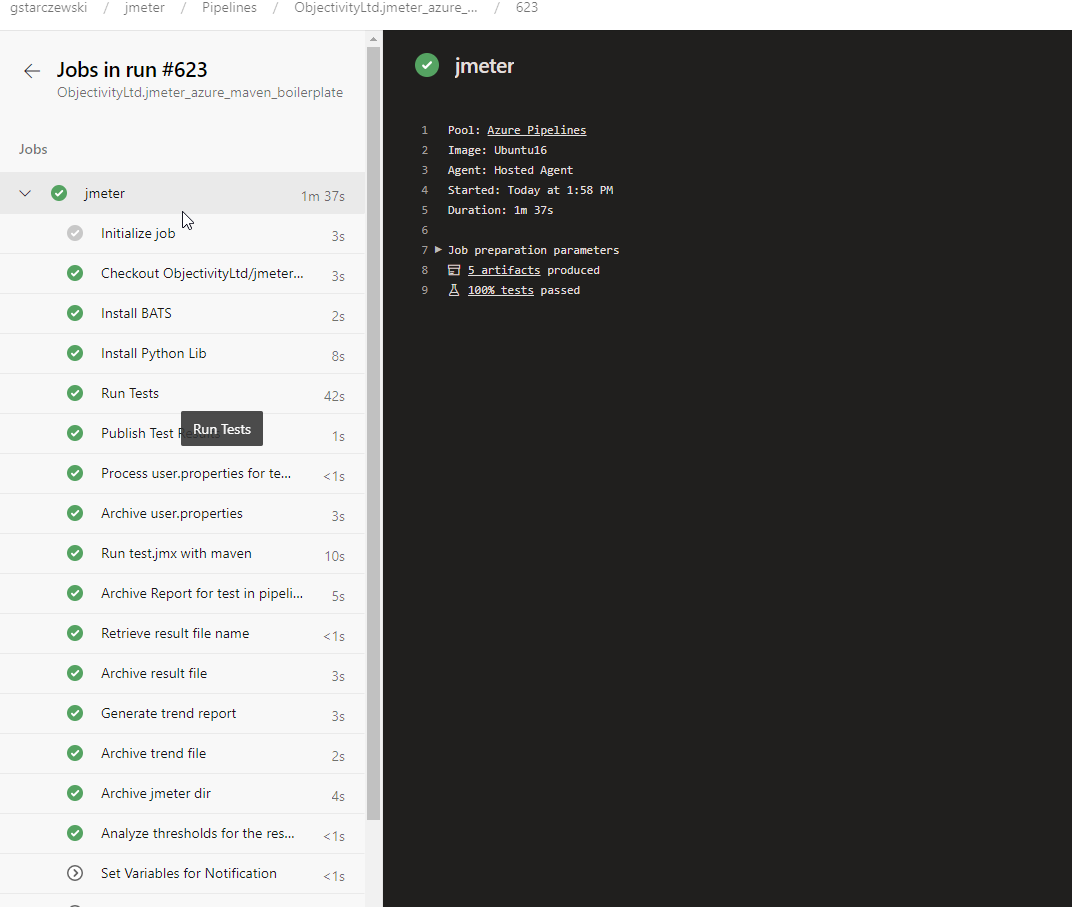 gstarczewski / jmeter / Pipelines / ObjectivityLtd.jmeter_azure_... / 623
Jobs in run #623
ObjectivityLtd.jmeter_azure_maven_boilerplate
Jobs
jmeter 1m 37s
Initialize job 3s
Checkout ObjectivityLtd/jmeter... 3s
Install BATS 2s
Install Python Lib 8s
Run Tests 42s
Publish Test Results 1s
Run Tests
Process user.properties for te... <1s
Archive user.properties 3s
Run test.jmx with maven 10s
Archive Report for test in pipeli... 5s
Retrieve result file name <1s
Archive result file 3s
Generate trend report 3s
Archive trend file 2s
Archive jmeter dir 4s
Analyze thresholds for the res... <1s
Set Variables for Notification <1s
jmeter
1 Pool: Azure Pipelines
2 Image: Ubuntu16
3 Agent: Hosted Agent
4 Started: Today at 1:58 PM
5 Duration: 1m 37s
6
7 Job preparation parameters
8 5 artifacts produced
9 100% tests passed